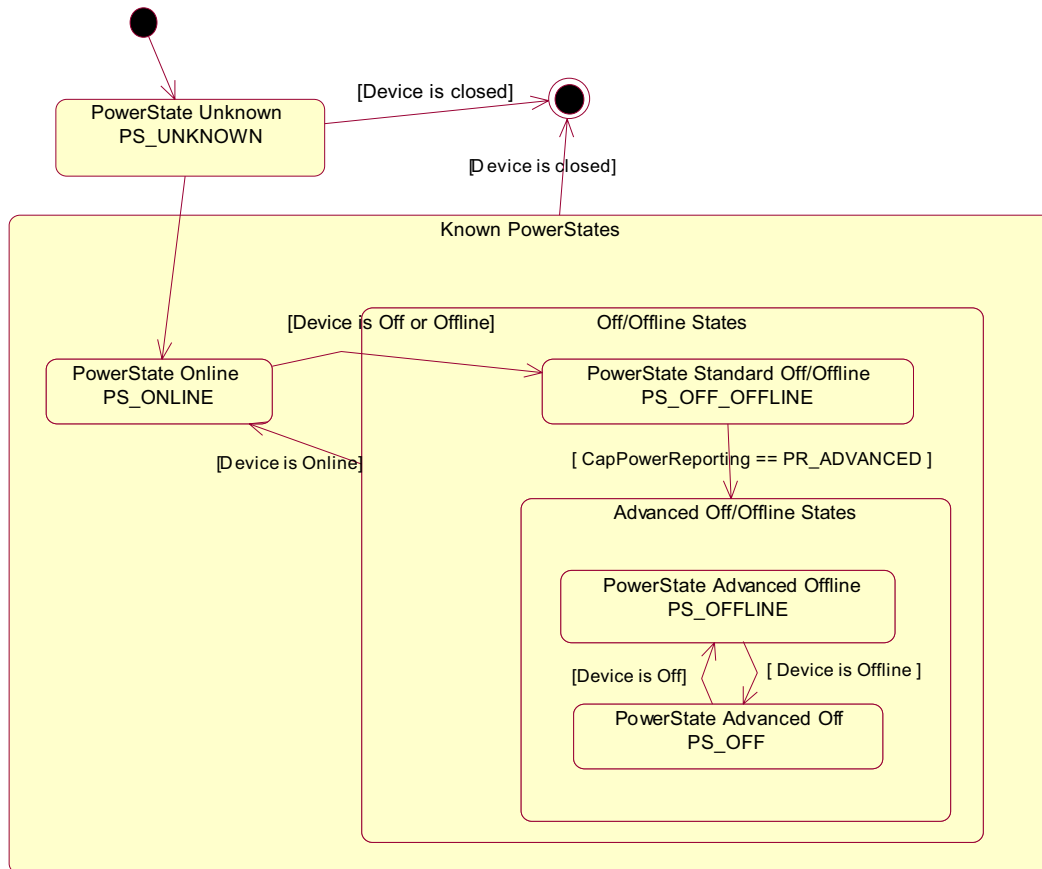 [Device is closed]
PowerState Unknown
PS_UNKNOWN
[Device is closed]
Known PowerStates
[Device is Off or Offline]
Off/Offline States
PowerState Online
PS_ONLINE
PowerState Standard Off/Offline
PS_OFF_OFFLINE
[Device is Online]
[ CapPowerReporting == PR_ADVANCED ]
Advanced Off/Offline States
PowerState Advanced Offline
PS_OFFLINE
[Device is Off]
[ Device is Offline ]
PowerState Advanced Off
PS_OFF